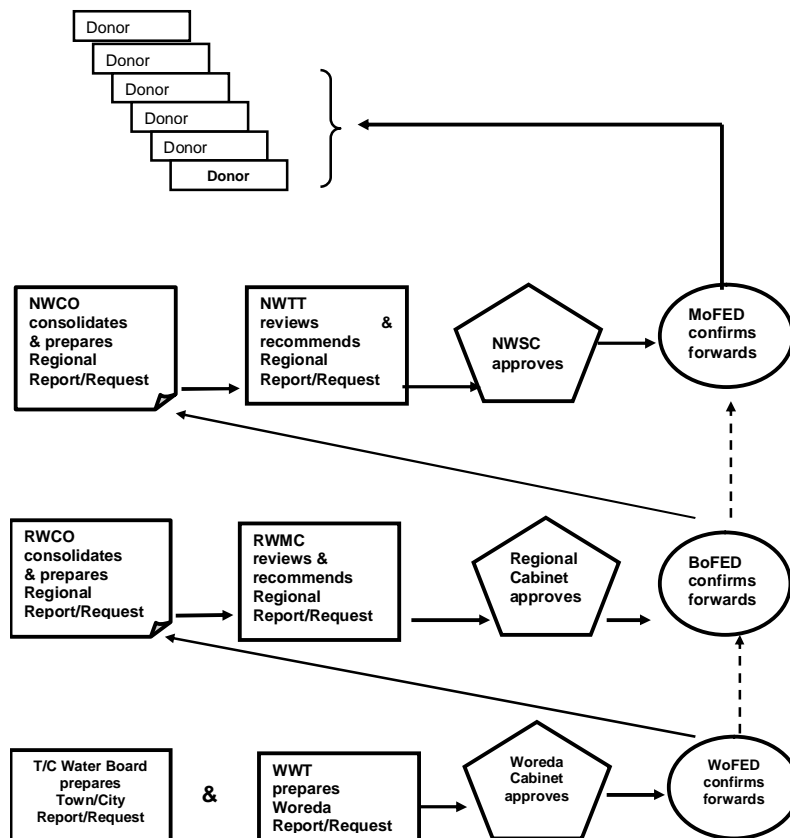 Donor
Donor
Donor
Donor
Donor
Donor
NWCO
consolidates
& prepares
Regional
Report/Request
NWTT
reviews &
recommends
Regional
Report/Request
NWSC
approves
MoFED
confirms
forwards
RWCO
consolidates
& prepares
Regional
Report/Request
RWMC
reviews &
recommends
Regional
Report/Request
Regional
Cabinet
approves
BoFED
confirms
forwards
T/C Water Board
prepares
Town/City
Report/Request
&
WWT
prepares
Woreda
Report/Request
Woreda
Cabinet
approves
WoFED
confirms
forwards